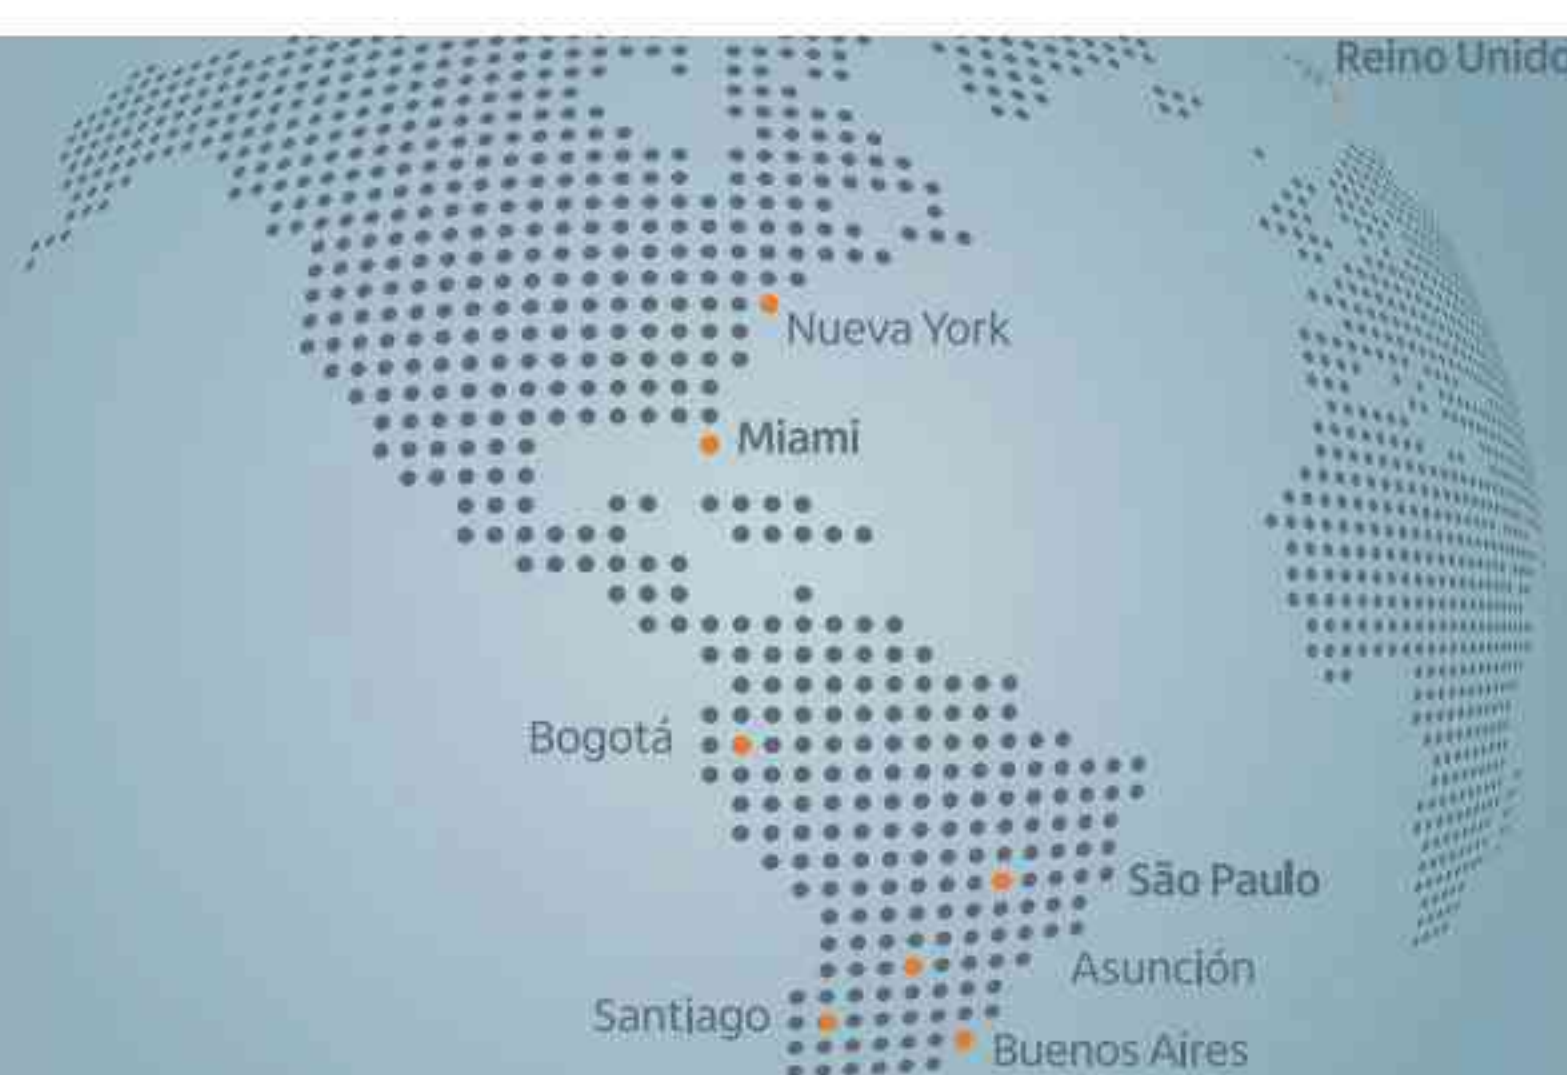 Reino Unido
Nueva York
Miami
Bogotá
São Paulo
Asunción
Santiago
Buenos Aires